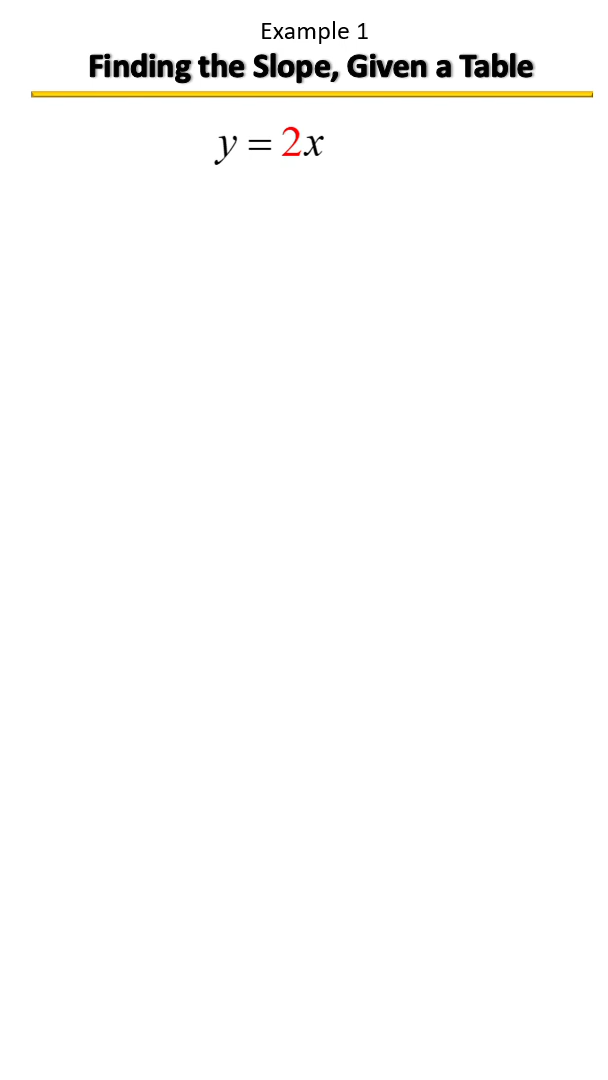 Example 1
Finding the Slope, Given a Table
y = 2x